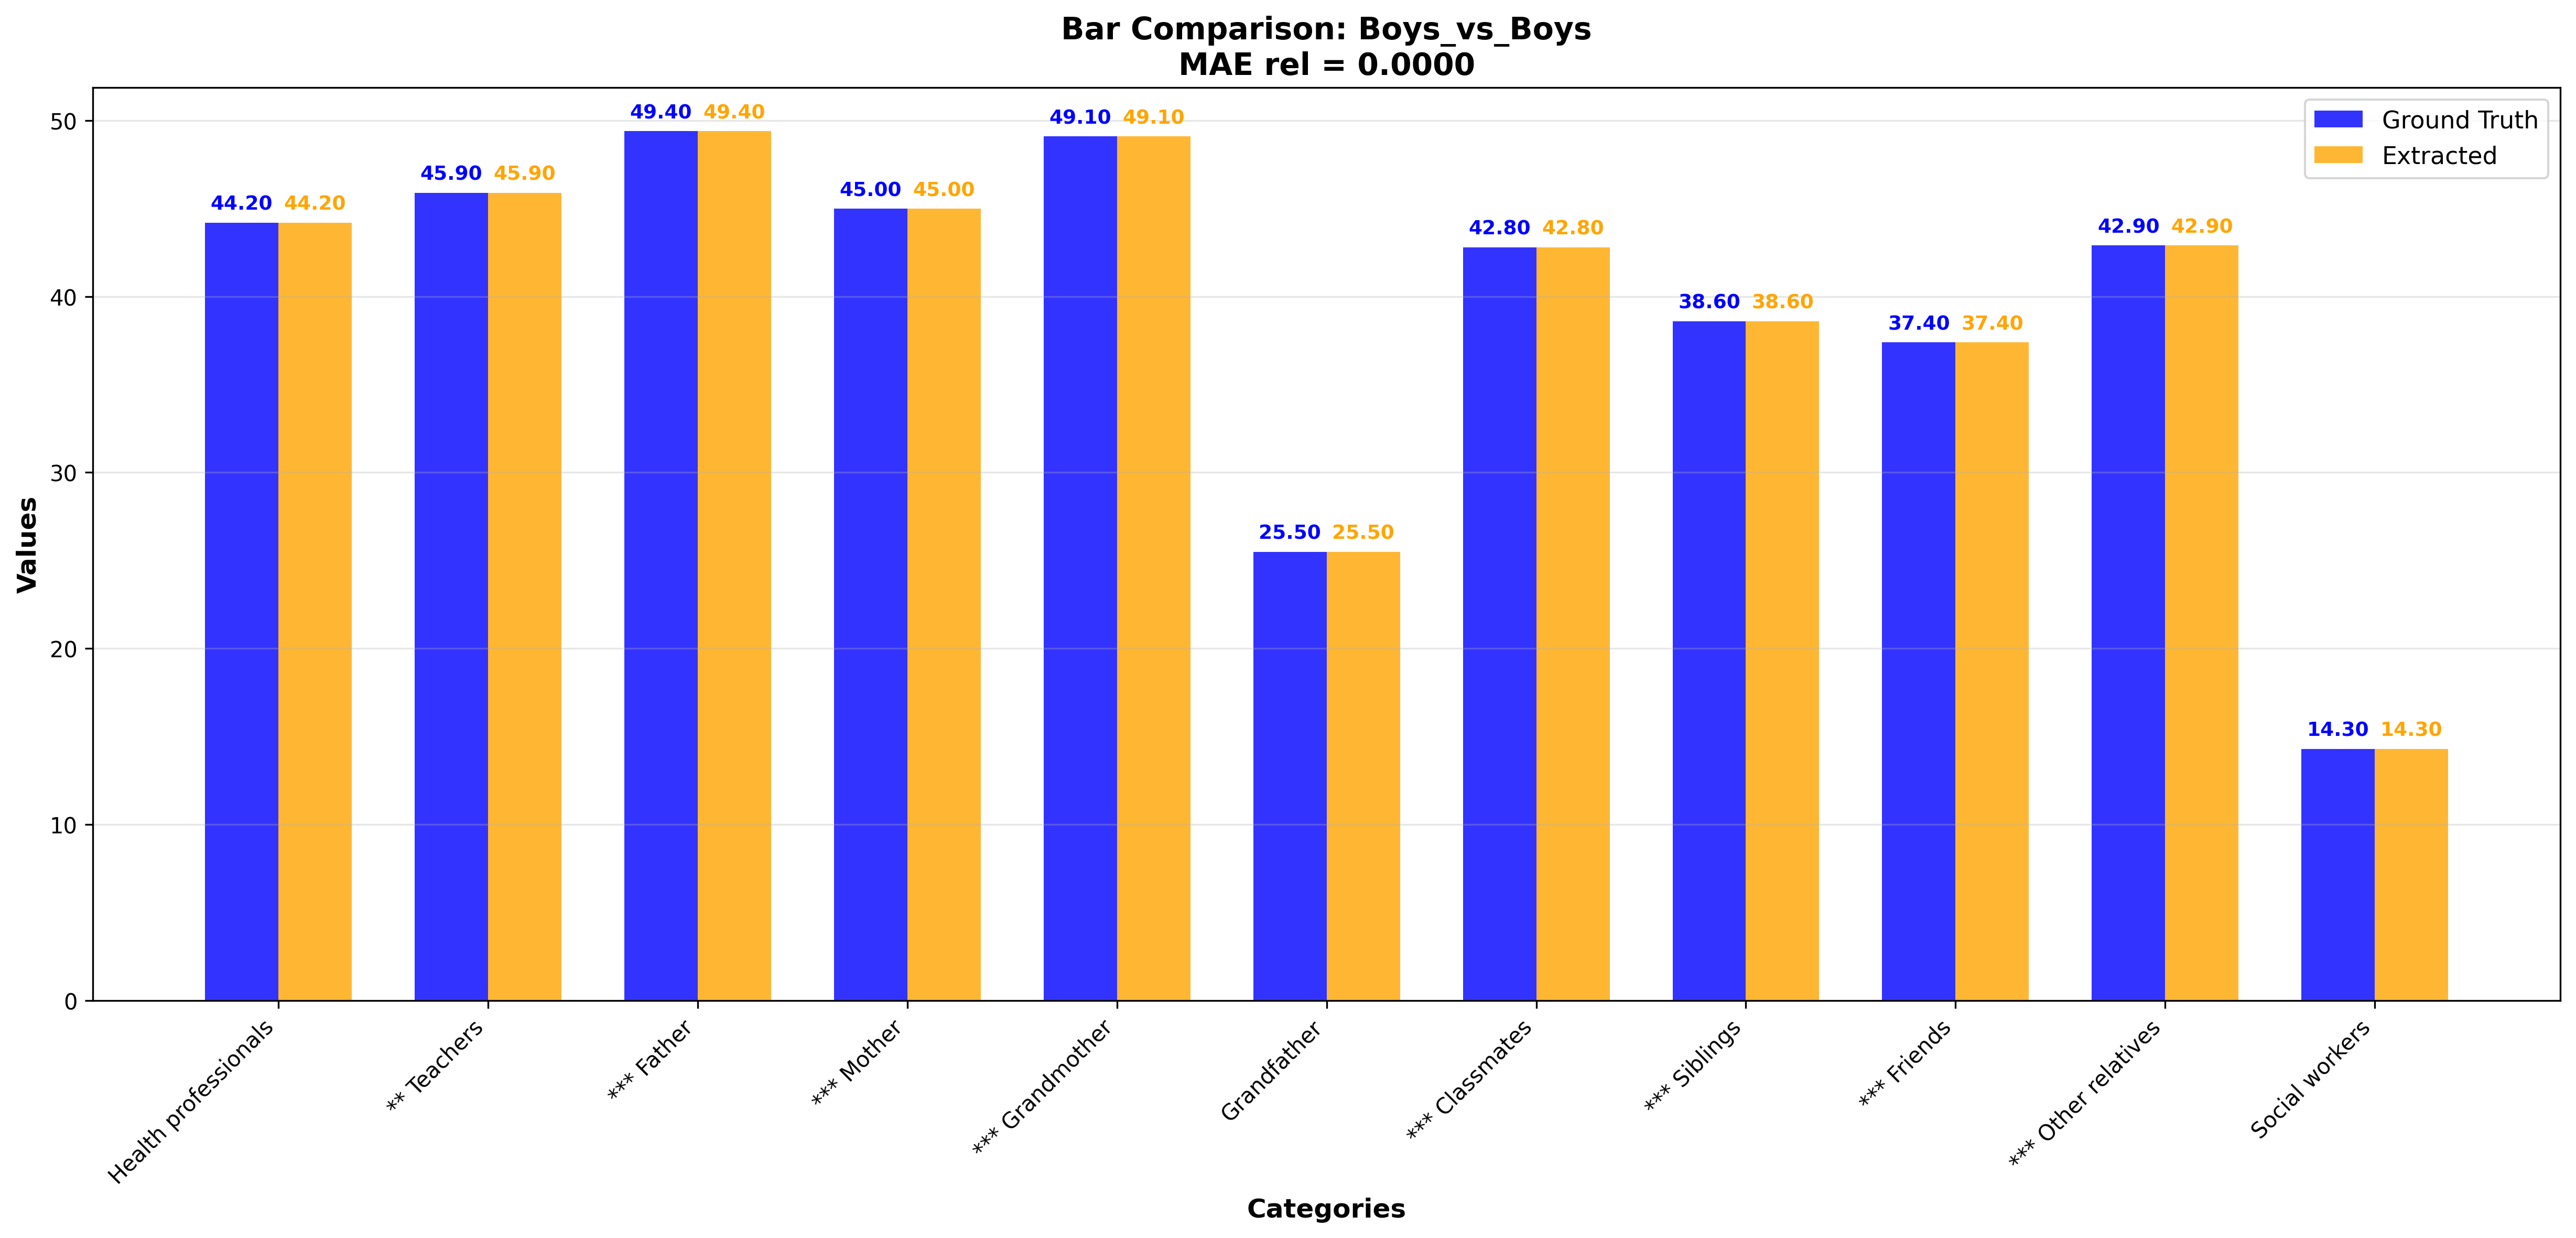 Bar Comparison: Boys_vs_Boys
MAE rel = 0.0000
Ground Truth
Extracted
Values
50
40
30
20
10
0
44.20 44.20
45.90 45.90
49.40 49.40
45.00 45.00
49.10 49.10
25.50 25.50
42.80 42.80
38.60 38.60
37.40 37.40
42.90 42.90
14.30 14.30
Health professionals
** Teachers
*** Father
*** Mother
*** Grandmother
Grandfather
*** Classmates
*** Siblings
*** Friends
*** Other relatives
Social workers
Categories